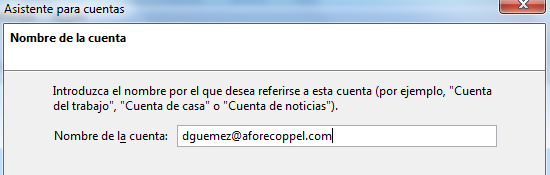 Asistente para cuentas
Nombre de la cuenta
Introduzca el nombre por el que desea referirse a esta cuenta (por ejemplo, "Cuenta
del trabajo", "Cuenta de casa" o "Cuenta de noticias").
Nombre de la cuenta: dguemez@aforecoppel.com